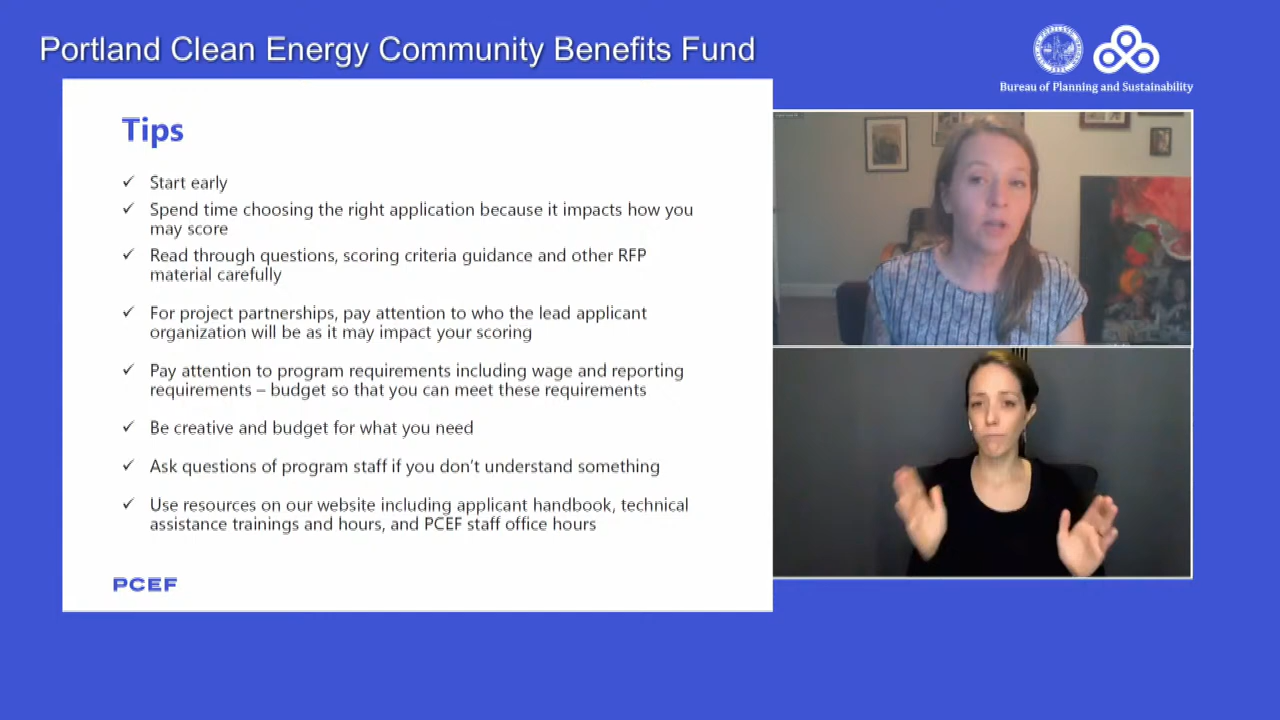 Portland Clean Energy Community Benefits Fund
Bureau of Planning and Sustainability
Tips
✓ Start early
✓ Spend time choosing the right application because it impacts how you
may score
✓ Read through questions, scoring criteria guidance and other RFP
material carefully
✓ For project partnerships, pay attention to who the lead applicant
organization will be as it may impact your scoring
✓ Pay attention to program requirements including wage and reporting
requirements – budget so that you can meet these requirements
✓ Be creative and budget for what you need
✓ Ask questions of program staff if you don't understand something
✓ Use resources on our website including applicant handbook, technical
assistance trainings and hours, and PCEF staff office hours
PCEF